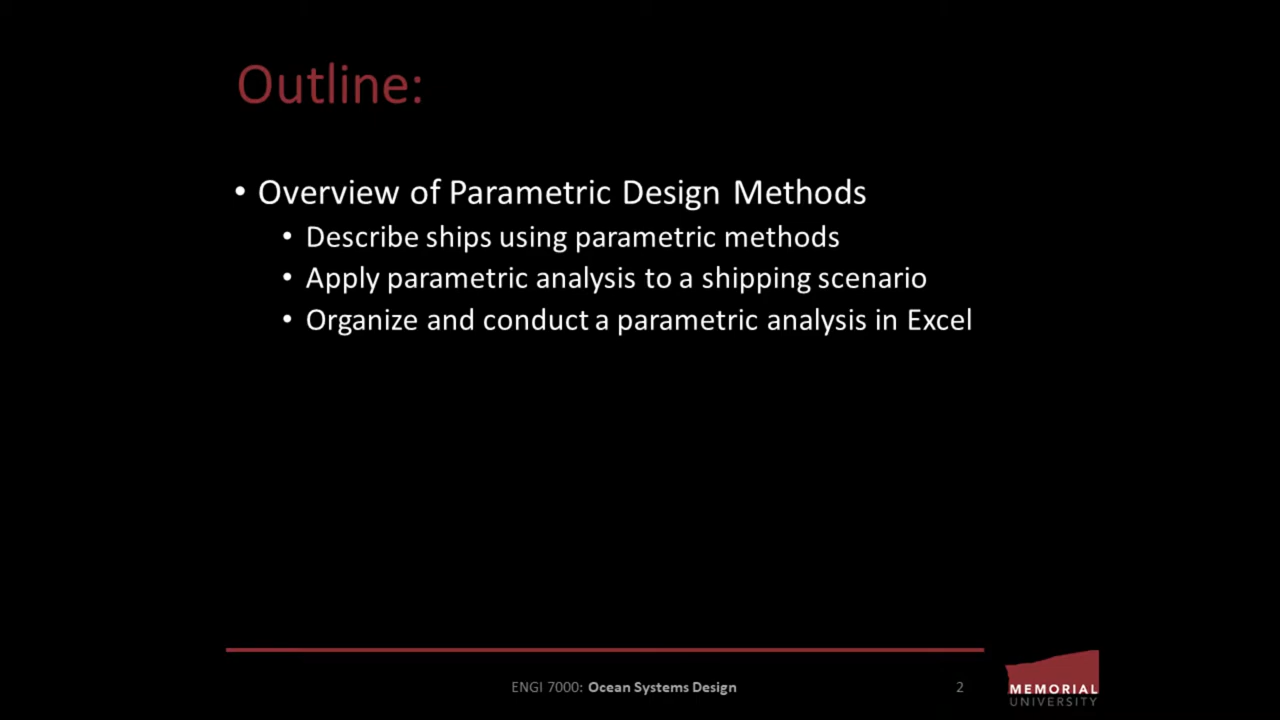 Outline:
• Overview of Parametric Design Methods
• Describe ships using parametric methods
• Apply parametric analysis to a shipping scenario
• Organize and conduct a parametric analysis in Excel
ENGI 7000: Ocean Systems Design
2
MEMORIAL
UNIVERSITY